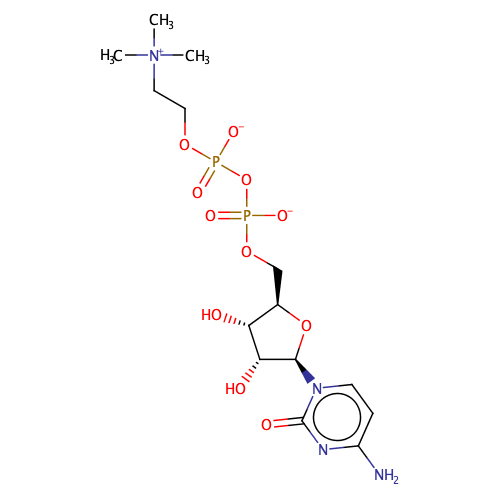 CH3
H3C N+ CH3
O O−
P
O O
O P O−
O
HO O
HO N
O N
NH2